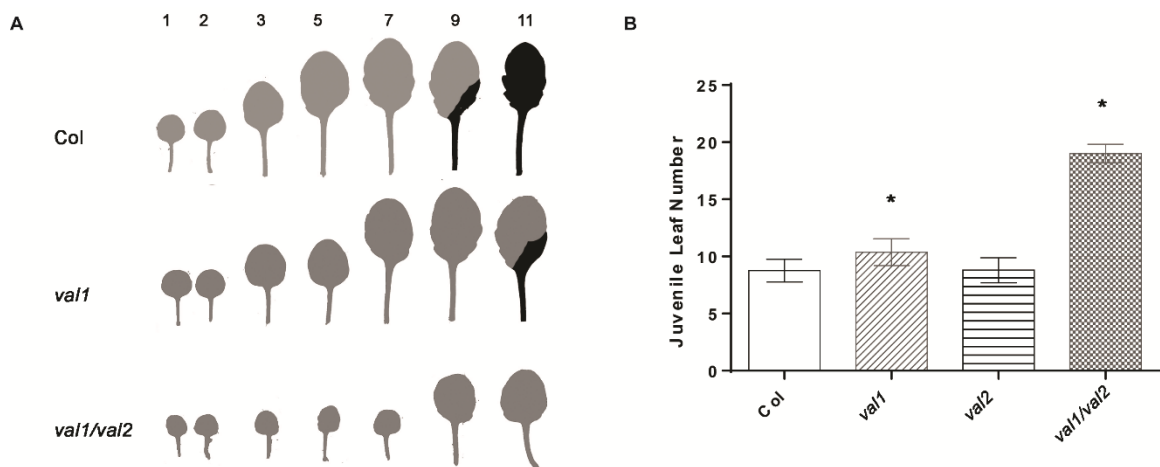 A
1 2 3 5 7 9 11
Col
val1
val1/val2
B
Juvenile Leaf Number
25
20
15
10
5
0
*
*
Col
val1
val2
val1/val2